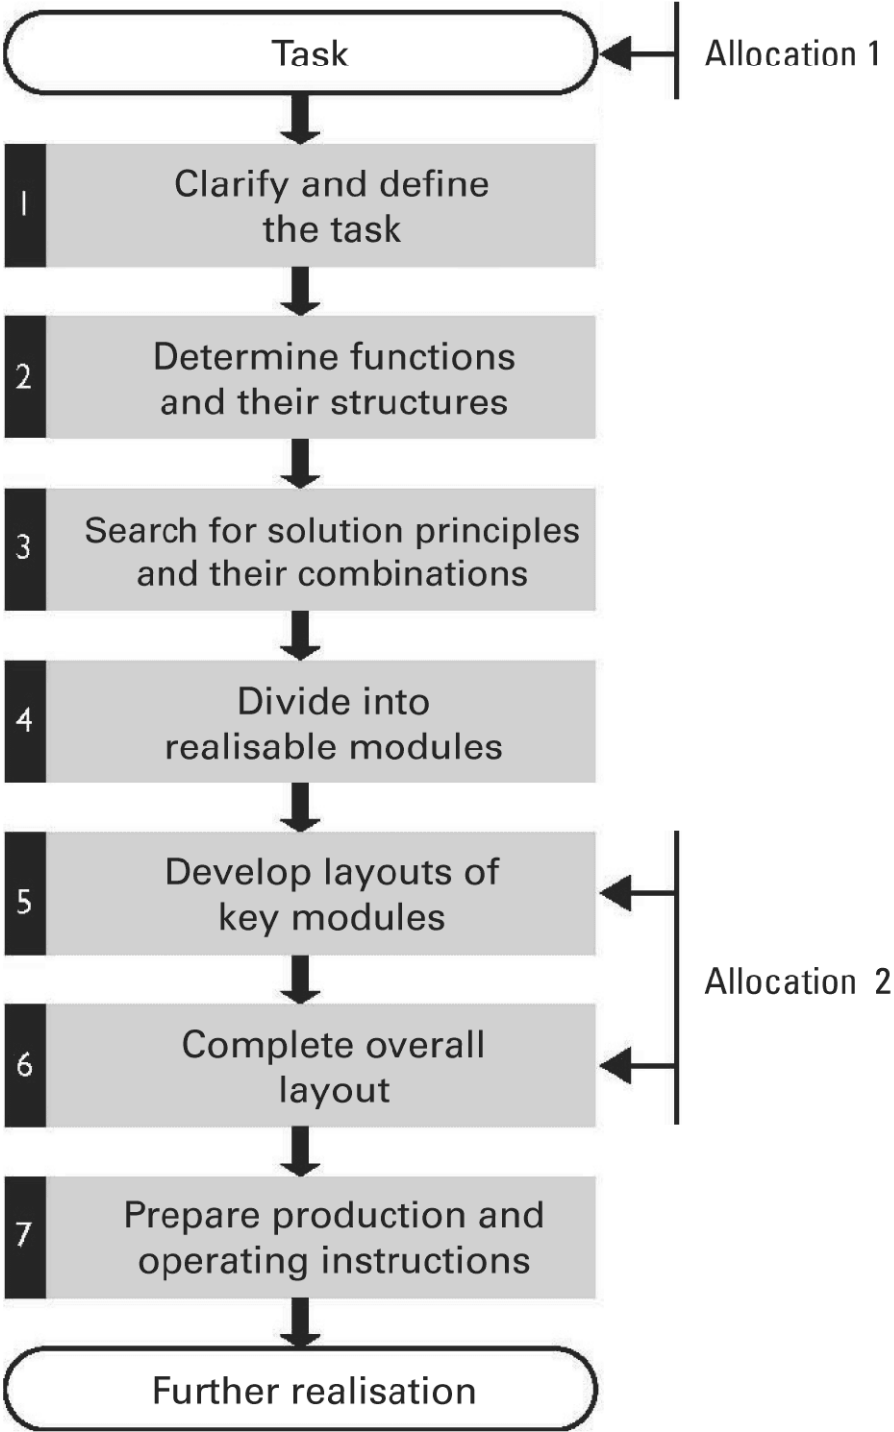 Task
Allocation 1
1
Clarify and define
the task
2
Determine functions
and their structures
3
Search for solution principles
and their combinations
4
Divide into
realisable modules
5
Develop layouts of
key modules
Allocation 2
6
Complete overall
layout
7
Prepare production and
operating instructions
Further realisation